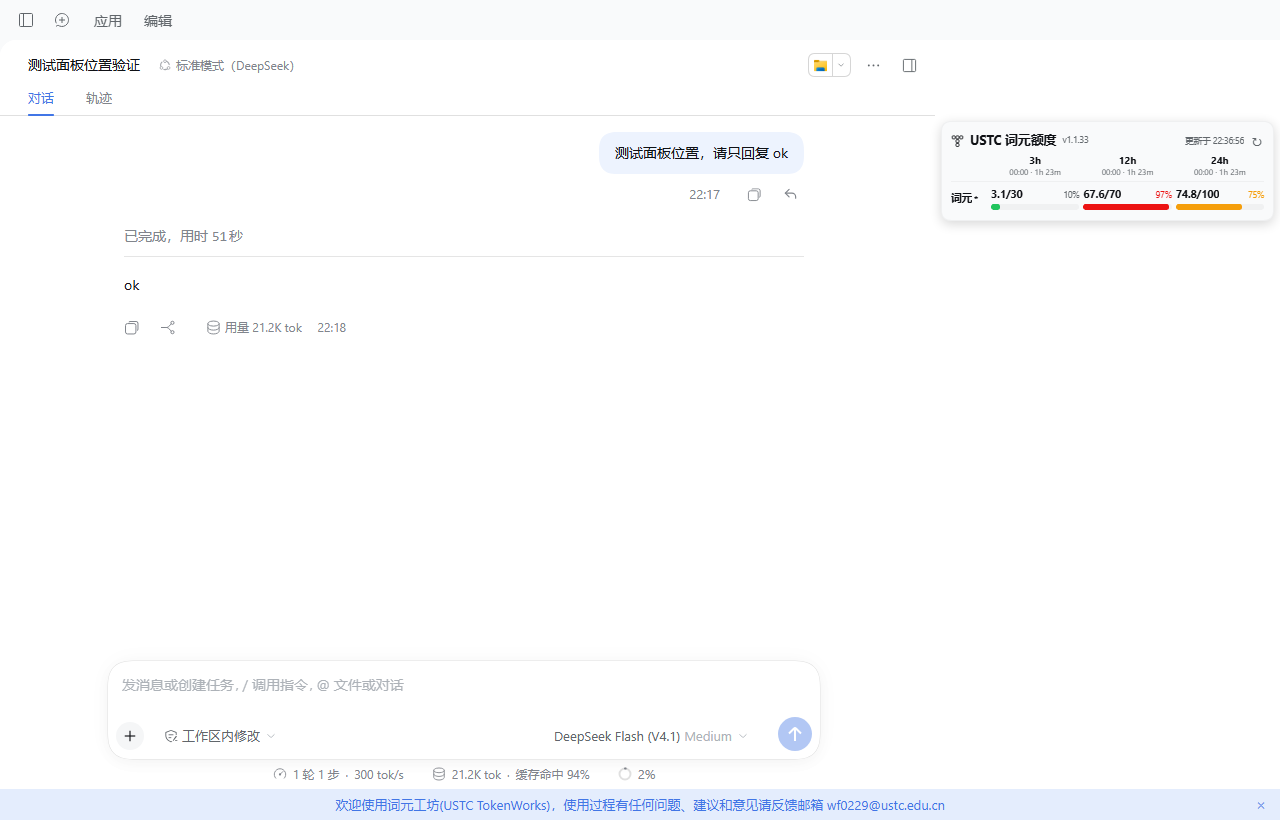 应用 编辑
测试面板位置验证 标准模式（DeepSeek）
对话 轨迹
测试面板位置，请只回复 ok
22:17
已完成，用时 51秒
ok
用量 21.2K tok 22:18
USTC 词元额度 v1.1.33 更新于 22:36:56
3h 12h 24h
00:00 · 1h 23m 00:00 · 1h 23m 00:00 · 1h 23m
词元 3.1/30 10% 67.6/70 97% 74.8/100 75%
发消息或创建任务, / 调用指令, @ 文件或对话
工作区内修改 DeepSeek Flash (V4.1) Medium
1 轮 1 步 · 300 tok/s 21.2K tok · 缓存命中 94% 2%
欢迎使用词元工坊(USTC TokenWorks)，使用过程有任何问题、建议和意见请反馈邮箱 wf0229@ustc.edu.cn